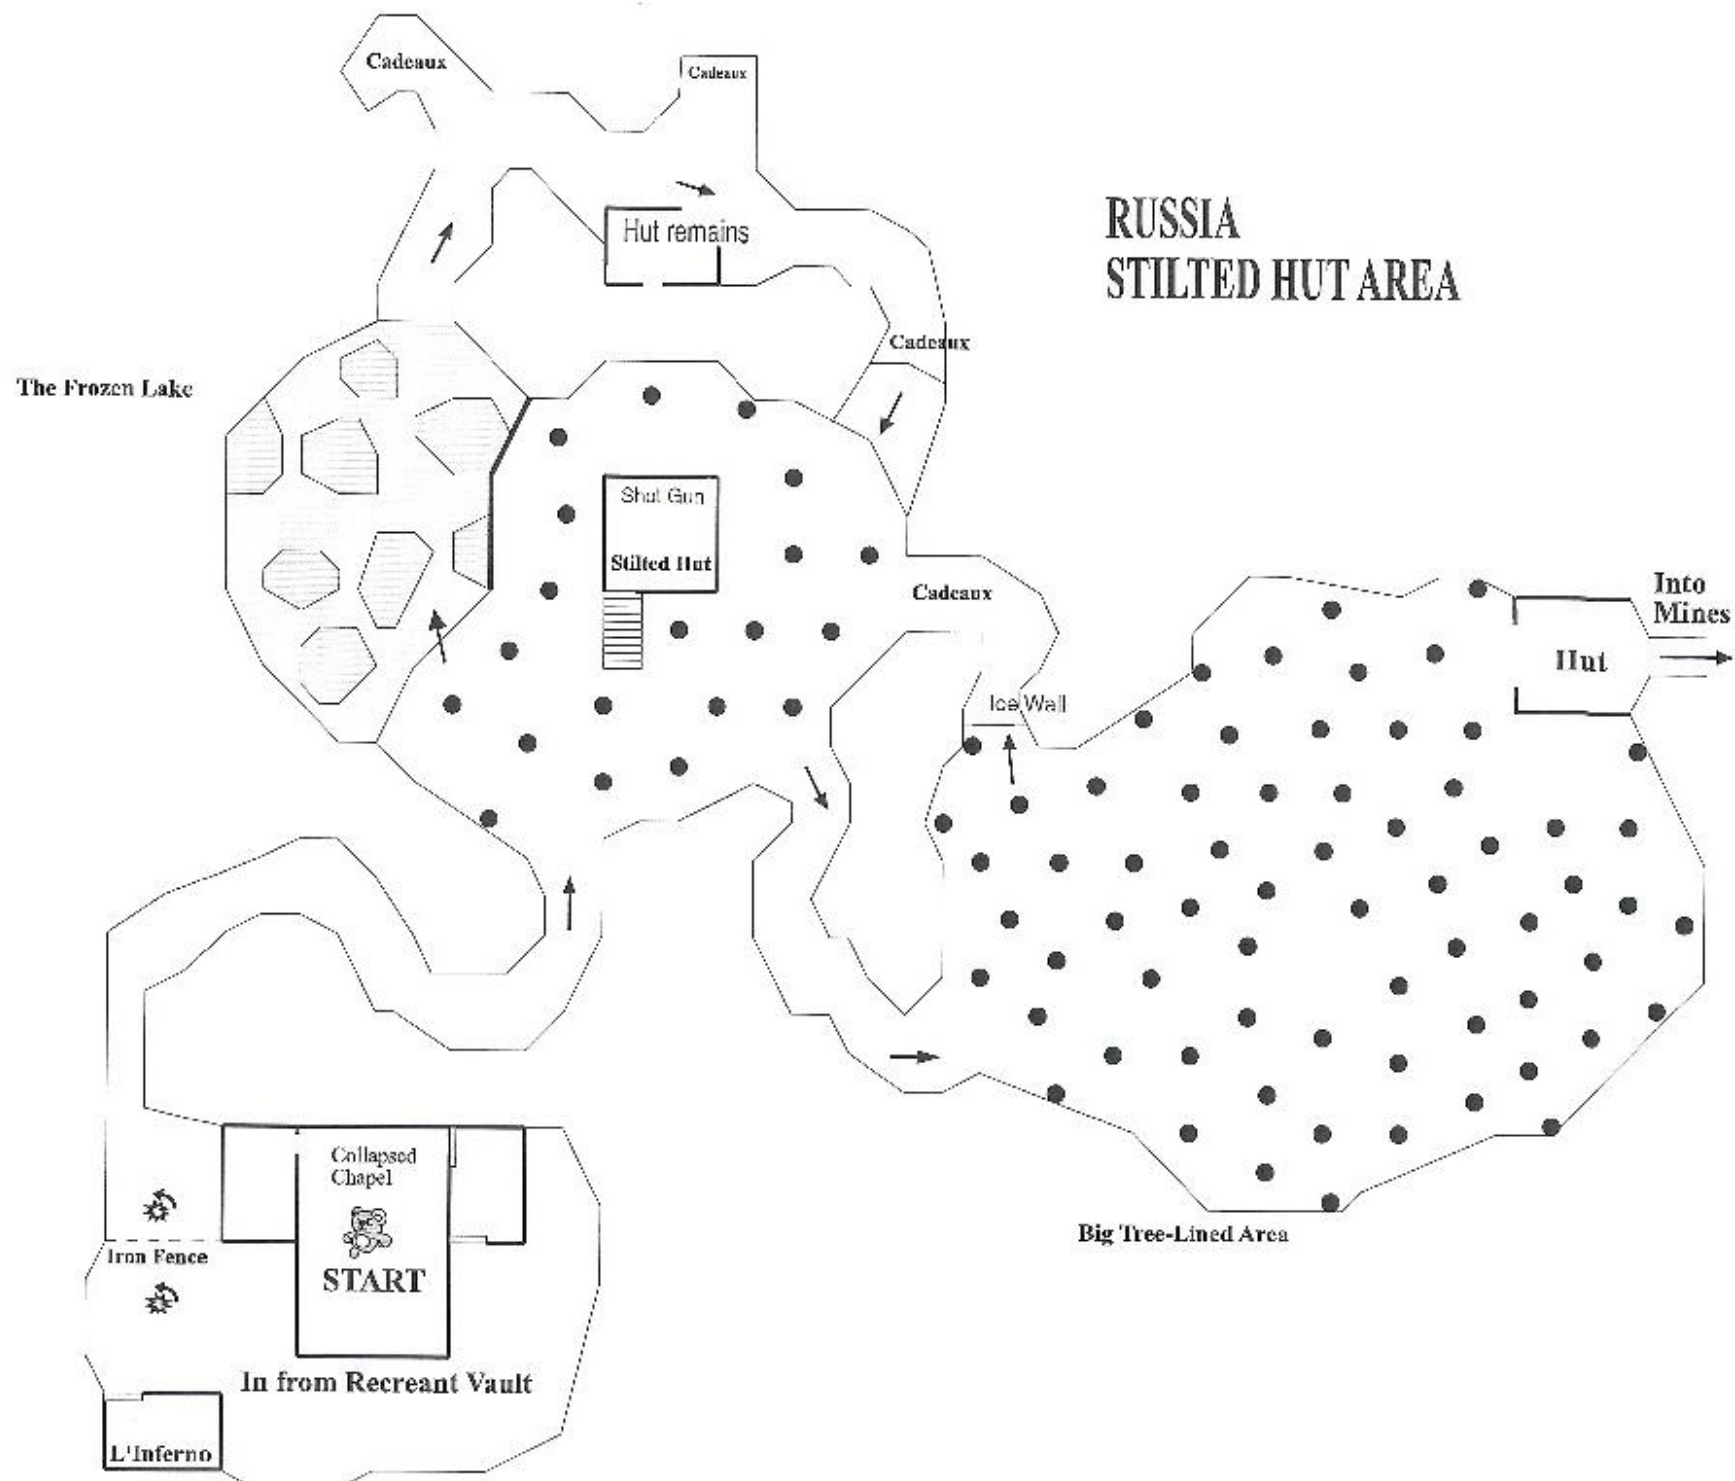 Cadeaux
Cadeaux
RUSSIA
STILTED HUT AREA
Hut remains
Cadeaux
The Frozen Lake
Shot Gun
Stilted Hut
Cadeaux
Into
Mines
Hut
Ice Wall
Collapsed
Chapel
START
Iron Fence
Big Tree-Lined Area
In from Recreant Vault
L'Inferno